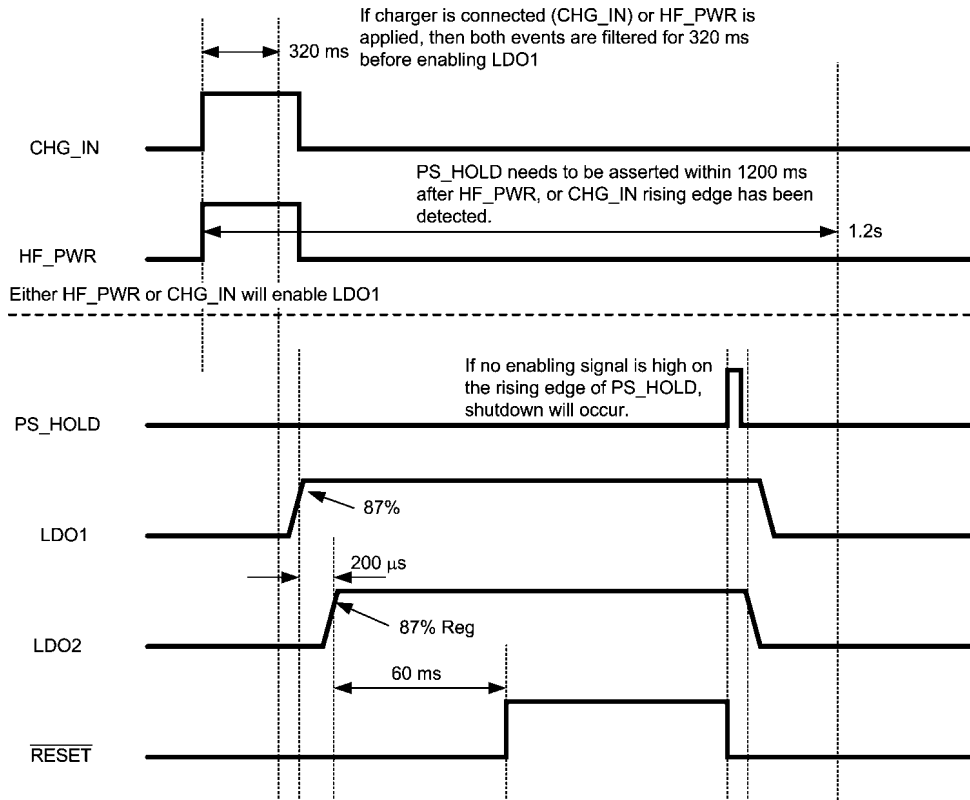 If charger is connected (CHG_IN) or HF_PWR is
applied, then both events are filtered for 320 ms
before enabling LDO1
320 ms
CHG_IN
PS_HOLD needs to be asserted within 1200 ms
after HF_PWR, or CHG_IN rising edge has been
detected.
1.2s
HF_PWR
Either HF_PWR or CHG_IN will enable LDO1
If no enabling signal is high on
the rising edge of PS_HOLD,
shutdown will occur.
PS_HOLD
87%
LDO1
200 µs
87% Reg
LDO2
60 ms
RESET